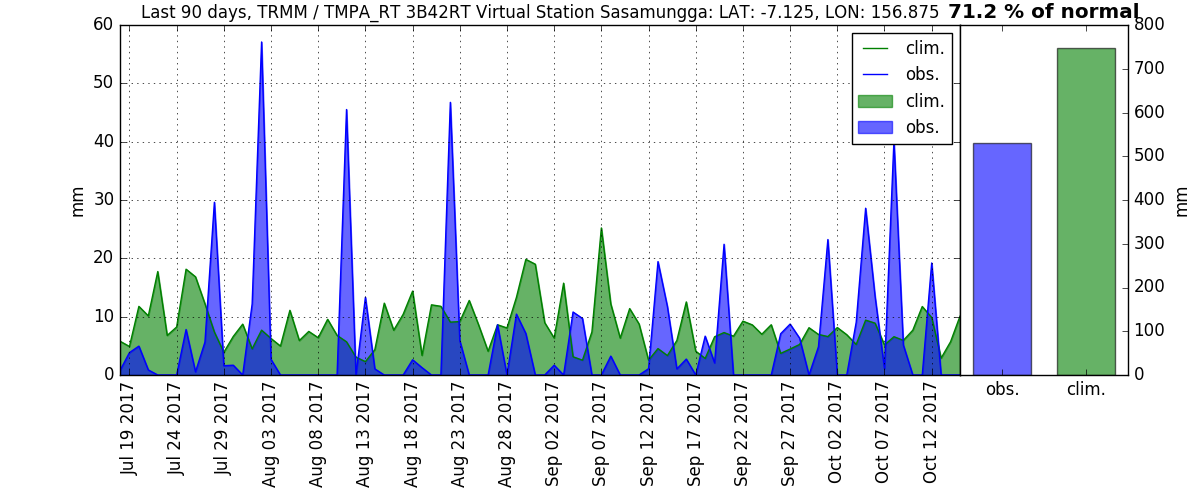 Last 90 days, TRMM / TMPA_RT 3B42RT Virtual Station Sasamungga: LAT: -7.125, LON: 156.875 71.2 % of normal
60
50
40
30
20
10
0
mm
clim.
obs.
clim.
obs.
800
700
600
500
400
300
200
100
0
mm
Jul 19 2017
Jul 24 2017
Jul 29 2017
Aug 03 2017
Aug 08 2017
Aug 13 2017
Aug 18 2017
Aug 23 2017
Aug 28 2017
Sep 02 2017
Sep 07 2017
Sep 12 2017
Sep 17 2017
Sep 22 2017
Sep 27 2017
Oct 02 2017
Oct 07 2017
Oct 12 2017
obs.
clim.